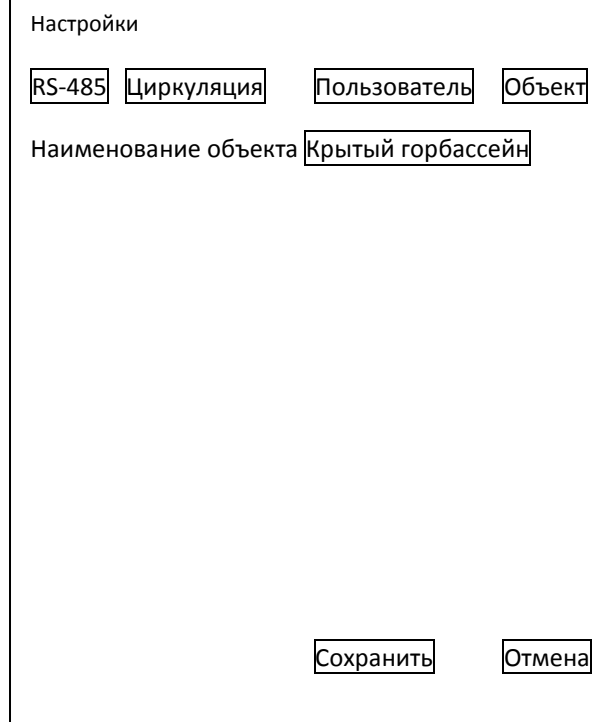 Настройки
RS-485 Циркуляция Пользователь Объект
Наименование объекта Крытый горбассейн
Сохранить Отмена